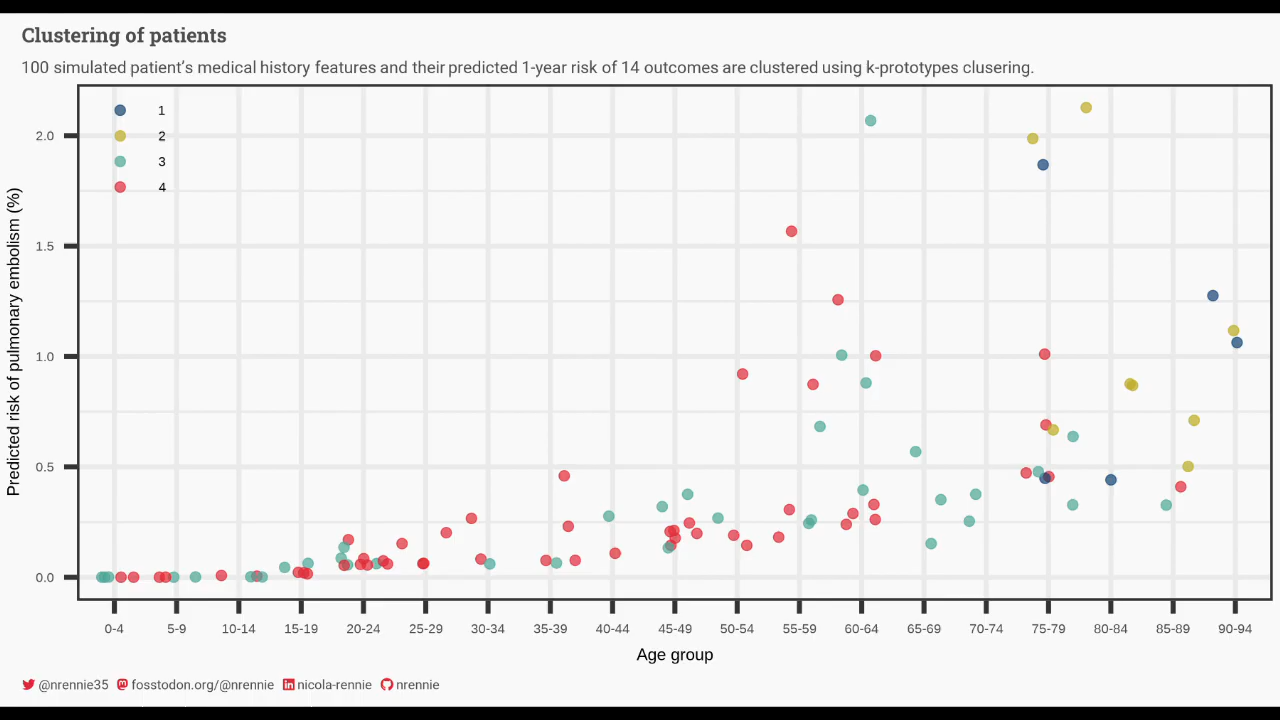 Clustering of patients
100 simulated patient's medical history features and their predicted 1-year risk of 14 outcomes are clustered using k-prototypes clusering.
1
2
3
4
Predicted risk of pulmonary embolism (%)
2.0
1.5
1.0
0.5
0.0
0-4 5-9 10-14 15-19 20-24 25-29 30-34 35-39 40-44 45-49 50-54 55-59 60-64 65-69 70-74 75-79 80-84 85-89 90-94
Age group
@nrennie35 fosstodon.org/@nrennie nicola-rennie nrennie